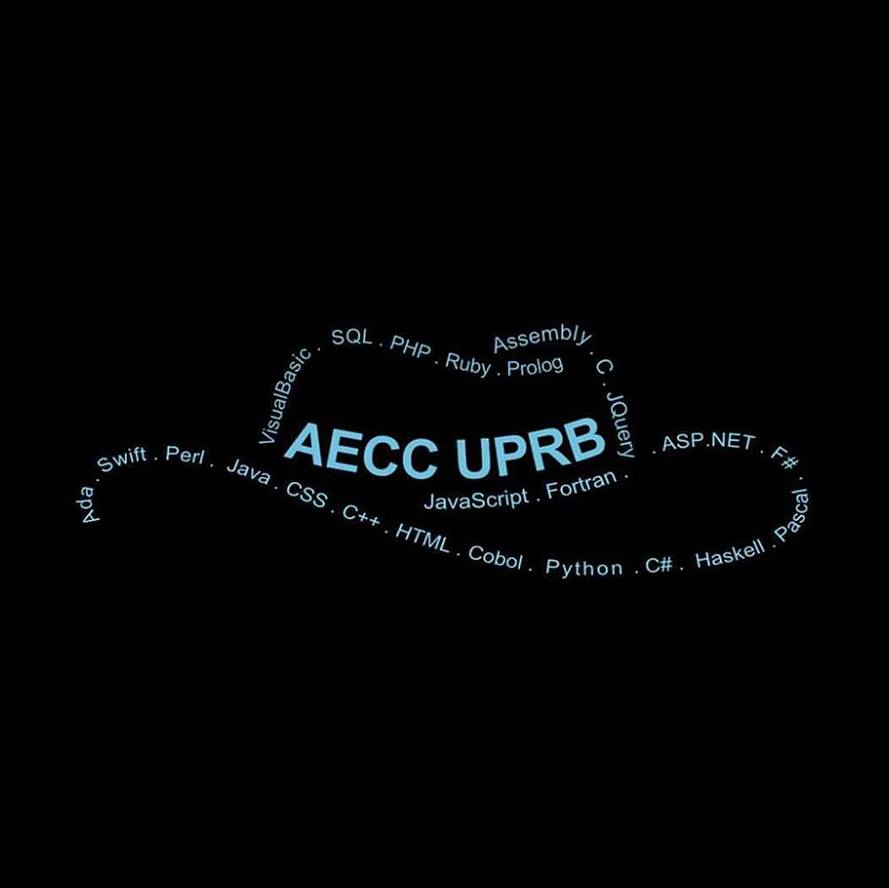 VisualBasic . SQL . PHP . Ruby . Prolog
Assembly . C . JQuery
AECC UPRB
JavaScript . Fortran .
Ada . Swift . Perl . Java . CSS . C++ . HTML . Cobol . Python . C# . Haskell . Pascal . F# . ASP.NET .